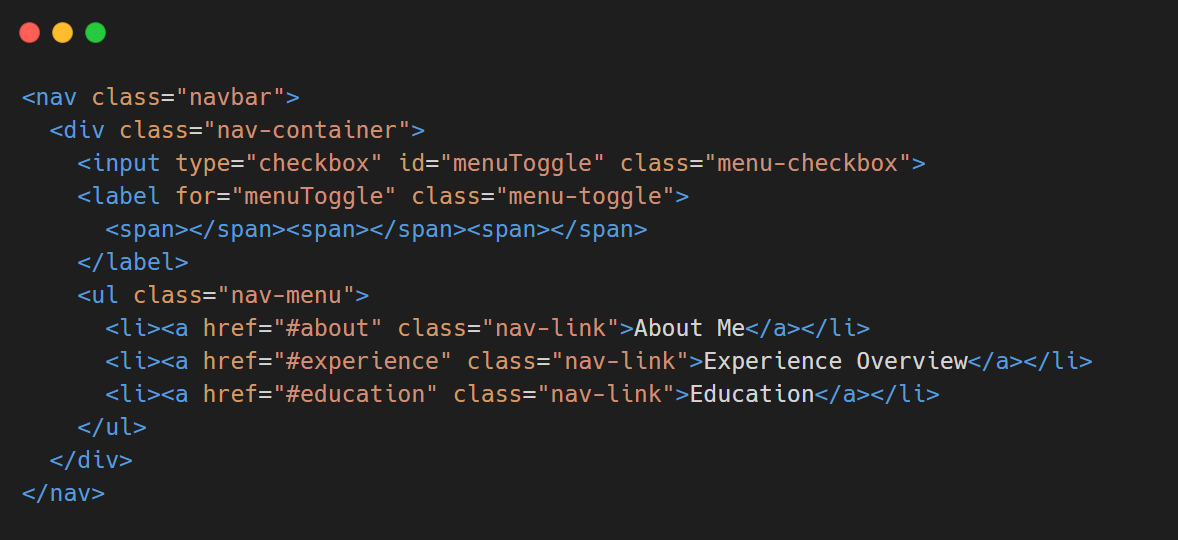 <nav class="navbar">
  <div class="nav-container">
    <input type="checkbox" id="menuToggle" class="menu-checkbox">
    <label for="menuToggle" class="menu-toggle">
      <span></span><span></span><span></span>
    </label>
    <ul class="nav-menu">
      <li><a href="#about" class="nav-link">About Me</a></li>
      <li><a href="#experience" class="nav-link">Experience Overview</a></li>
      <li><a href="#education" class="nav-link">Education</a></li>
    </ul>
  </div>
</nav>